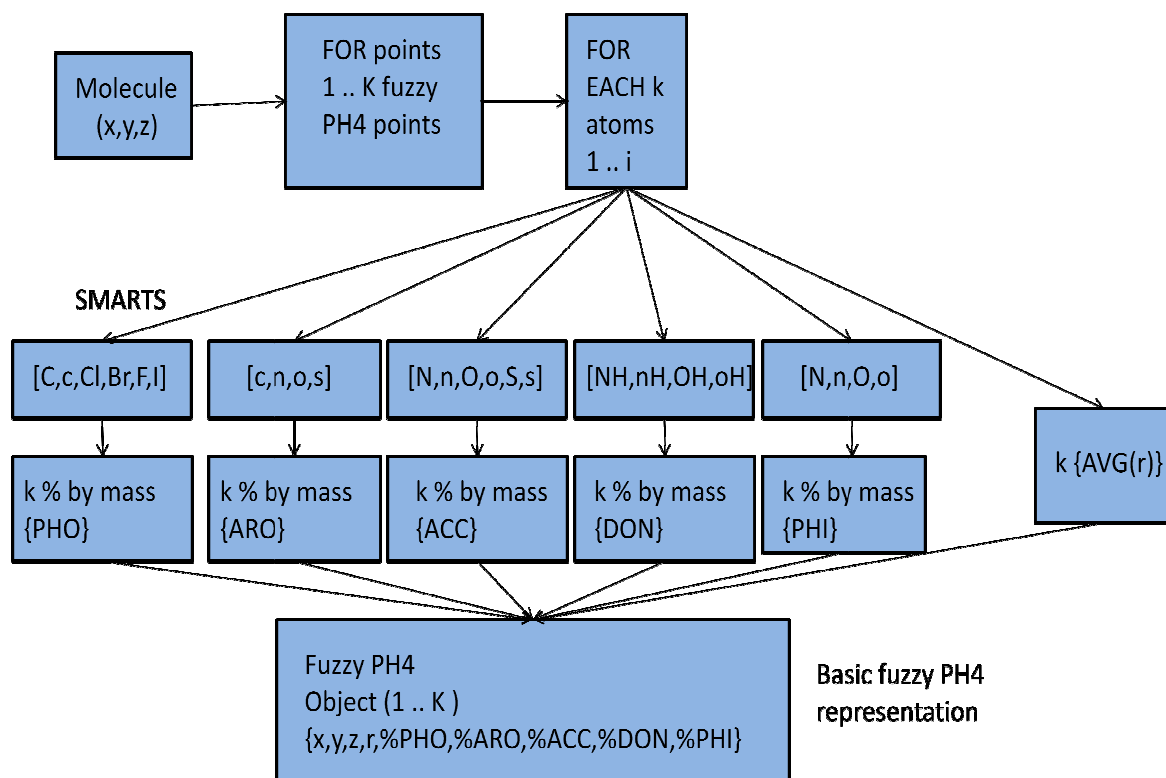 Molecule
(x,y,z)
FOR points
1 .. K fuzzy
PH4 points
FOR
EACH k
atoms
1 .. i
SMARTS
[C,c,Cl,Br,F,I]
[c,n,o,s]
[N,n,O,o,S,s]
[NH,nH,OH,oH]
[N,n,O,o]
k % by mass
{PHO}
k % by mass
{ARO}
k % by mass
{ACC}
k % by mass
{DON}
k % by mass
{PHI}
k {AVG(r)}
Fuzzy PH4
Object (1 .. K )
{x,y,z,r,%PHO,%ARO,%ACC,%DON,%PHI}
Basic fuzzy PH4
representation